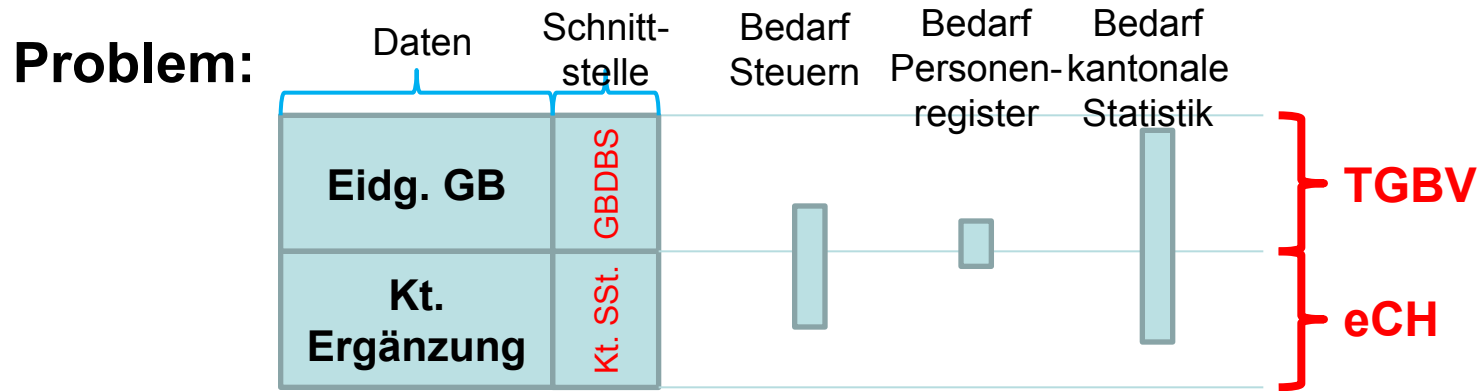 Problem:
Daten
Schnitt-
stelle
Bedarf
Steuern
Bedarf
Personen-
register
Bedarf
kantonale
Statistik
Eidg. GB
GBDBS
TGBV
Kt.
Ergänzung
Kt. SSt.
eCH